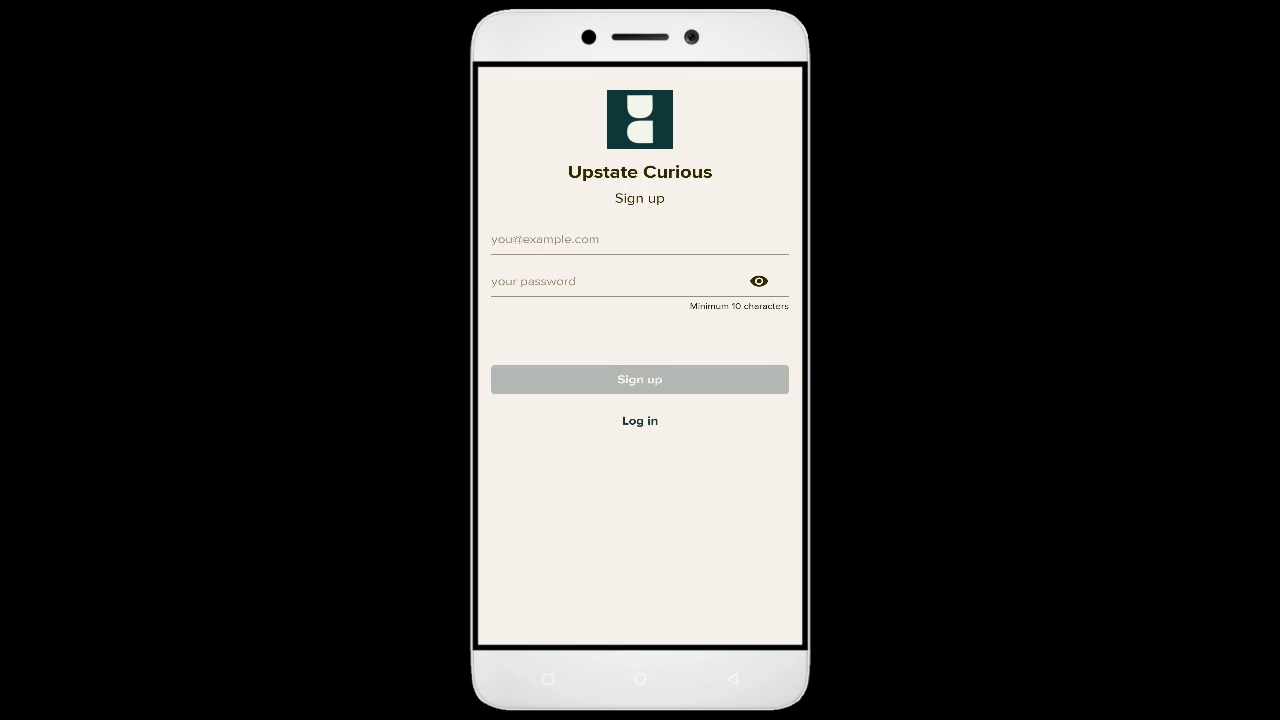 Upstate Curious
Sign up
you@example.com
your password
Minimum 10 characters
Sign up
Log in